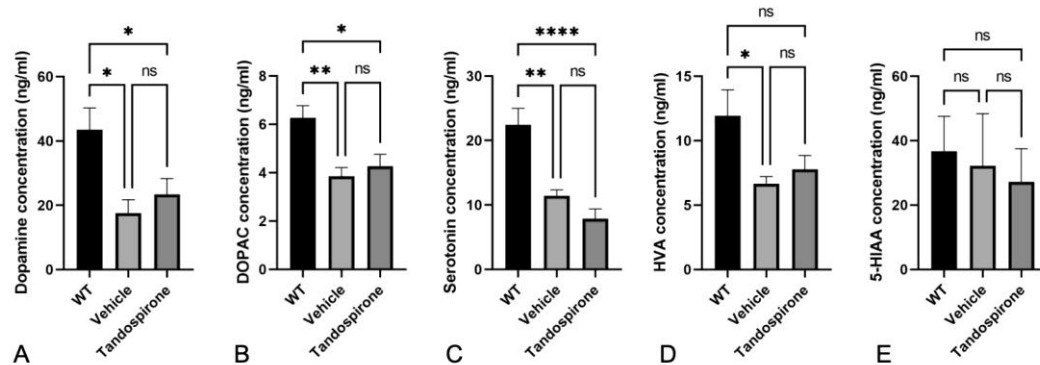 *
* ns
Dopamine concentration (ng/ml)
60
40
20
0
WT
Vehicle
Tandospirone
A
*
** ns
DOPAC concentration (ng/ml)
8
6
4
2
0
WT
Vehicle
Tandospirone
B
****
** ns
Serotonin concentration (ng/ml)
30
20
10
0
WT
Vehicle
Tandospirone
C
ns
* ns
HVA concentration (ng/ml)
15
10
5
0
WT
Vehicle
Tandospirone
D
ns
ns ns
5-HIAA concentration (ng/ml)
60
40
20
0
WT
Vehicle
Tandospirone
E